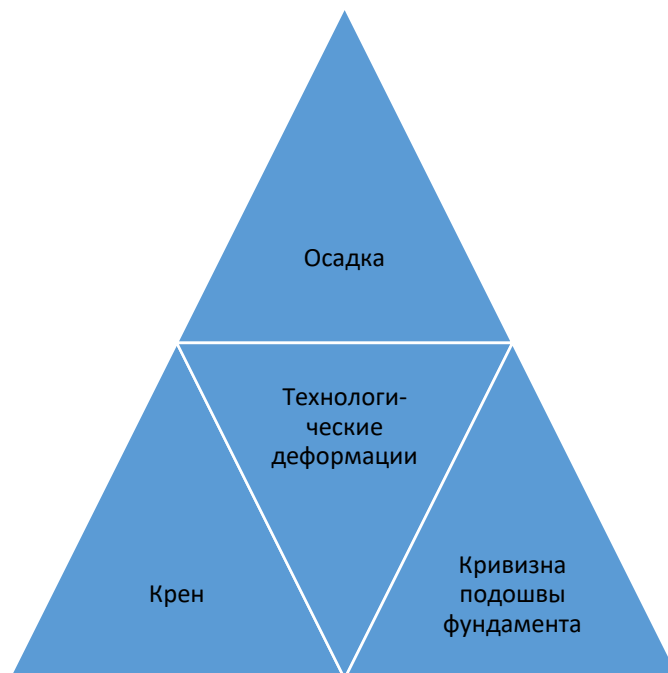 Осадка
Технологи-
ческие
деформации
Крен
Кривизна
подошвы
фундамента